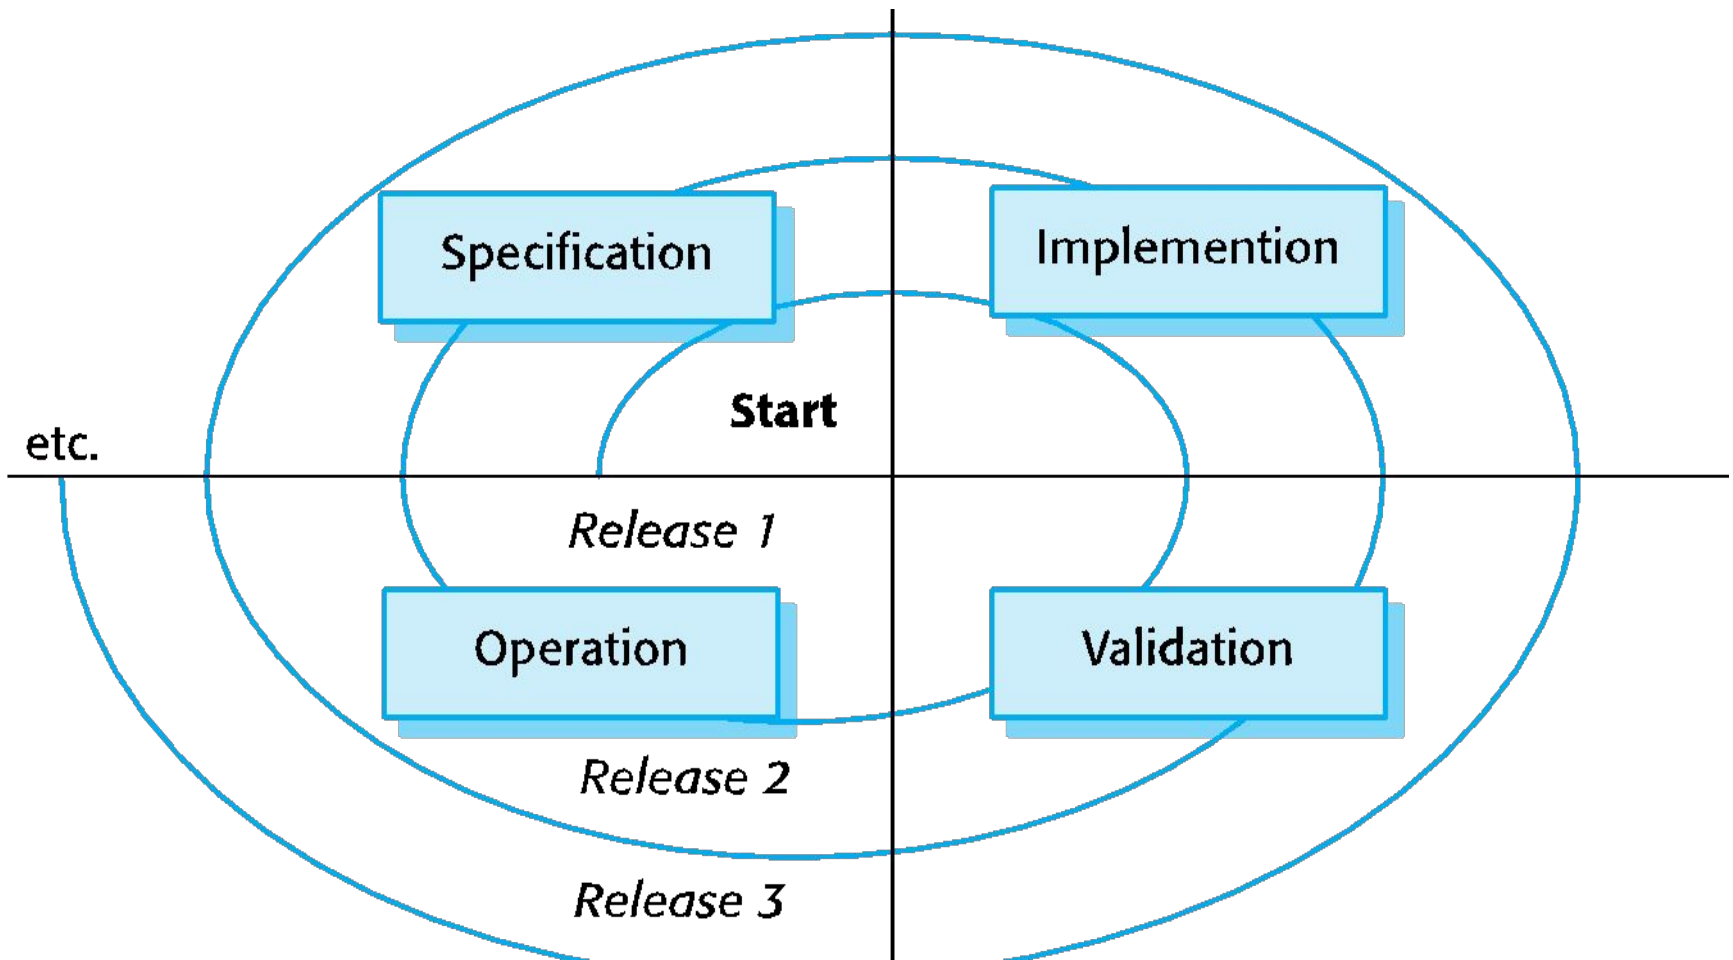 Specification
Implemention
Start
etc.
Release 1
Operation
Validation
Release 2
Release 3